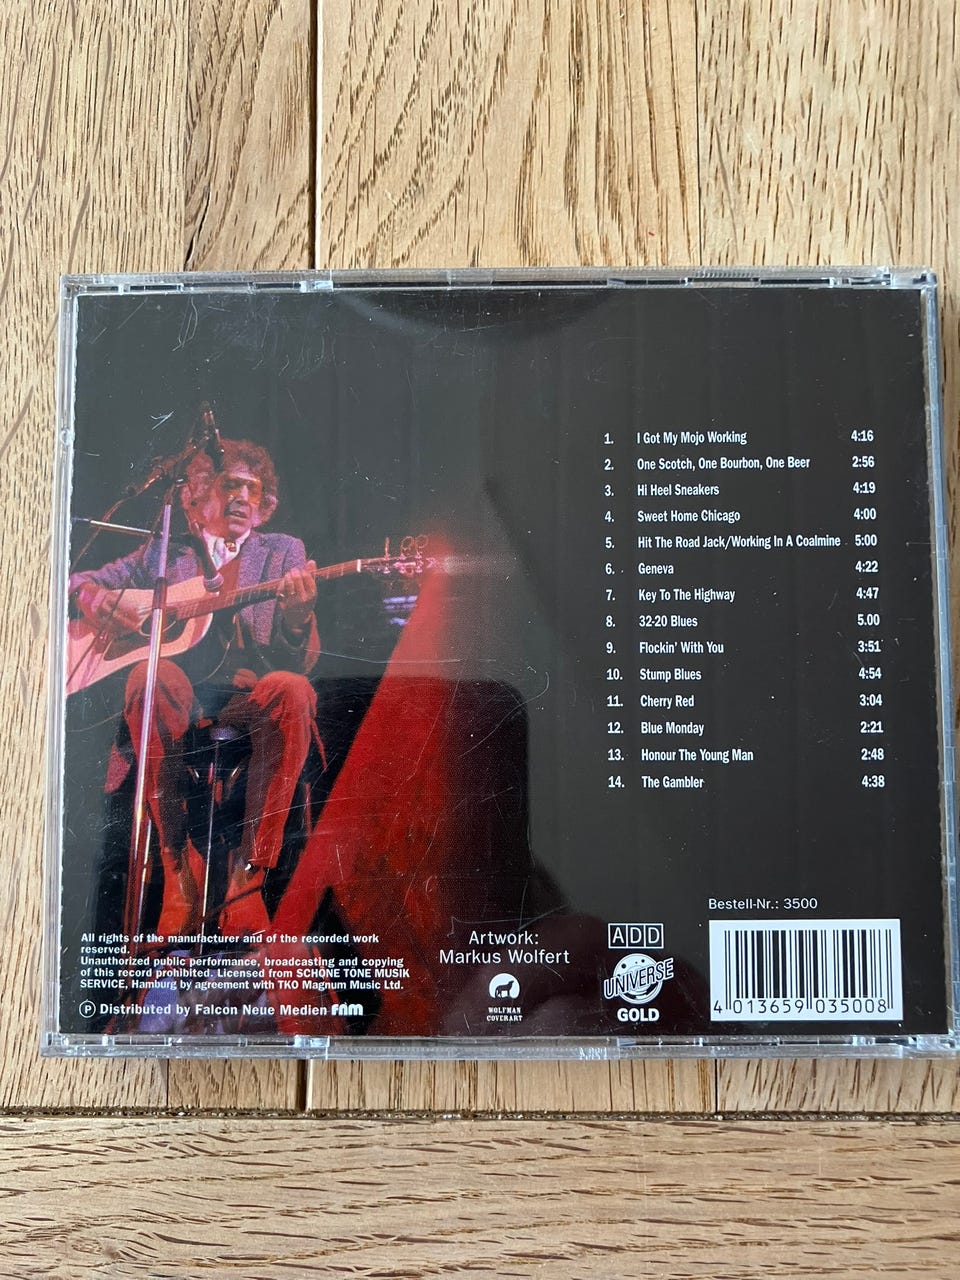 1. I Got My Mojo Working 4:16
2. One Scotch, One Bourbon, One Beer 2:56
3. Hi Heel Sneakers 4:19
4. Sweet Home Chicago 4:00
5. Hit The Road Jack/Working In A Coalmine 5:00
6. Geneva 4:22
7. Key To The Highway 4:47
8. 32-20 Blues 5.00
9. Flockin' With You 3:51
10. Stump Blues 4:54
11. Cherry Red 3:04
12. Blue Monday 2:21
13. Honour The Young Man 2:48
14. The Gambler 4:38
Bestell-Nr.: 3500
All rights of the manufacturer and of the recorded work
reserved.
Unauthorized public performance, broadcasting and copying
of this record prohibited. Licensed from SCHÖNE TÖNE MUSIK
SERVICE, Hamburg by agreement with TKO Magnum Music Ltd.
Ⓟ Distributed by Falcon Neue Medien FNM
Artwork:
Markus Wolfert
WOLFMAN
COVERART
ADD
UNIVERSE
GOLD
4 013659 035008